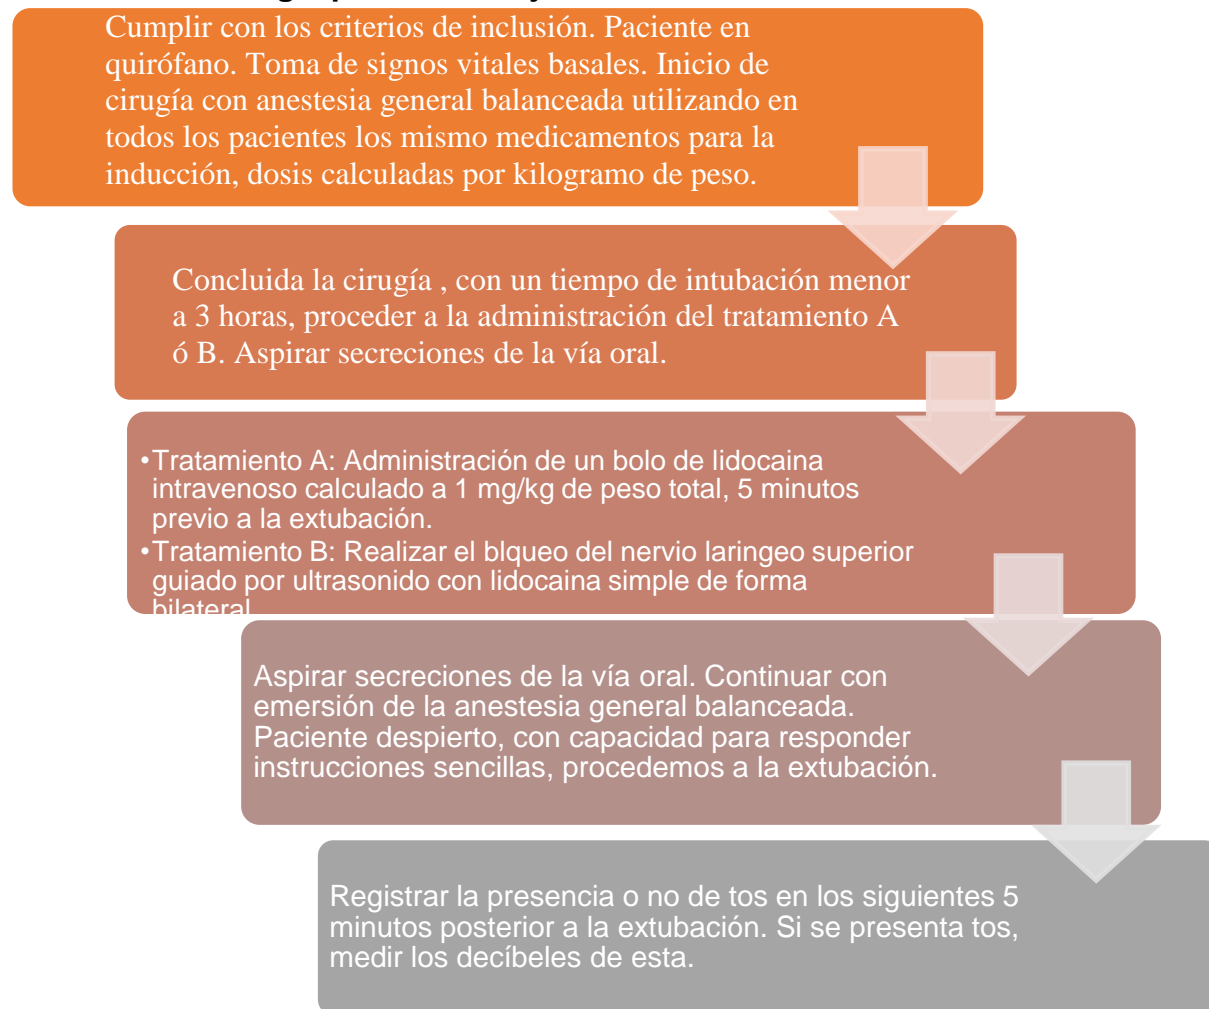 Cumplir con los criterios de inclusión. Paciente en
quirófano. Toma de signos vitales basales. Inicio de
cirugía con anestesia general balanceada utilizando en
todos los pacientes los mismo medicamentos para la
inducción, dosis calculadas por kilogramo de peso.
Concluida la cirugía , con un tiempo de intubación menor
a 3 horas, proceder a la administración del tratamiento A
ó B. Aspirar secreciones de la vía oral.
•Tratamiento A: Administración de un bolo de lidocaina
intravenoso calculado a 1 mg/kg de peso total, 5 minutos
previo a la extubación.
•Tratamiento B: Realizar el blqueo del nervio laringeo superior
guiado por ultrasonido con lidocaina simple de forma
bilateral
Aspirar secreciones de la vía oral. Continuar con
emersión de la anestesia general balanceada.
Paciente despierto, con capacidad para responder
instrucciones sencillas, procedemos a la extubación.
Registrar la presencia o no de tos en los siguientes 5
minutos posterior a la extubación. Si se presenta tos,
medir los decíbeles de esta.